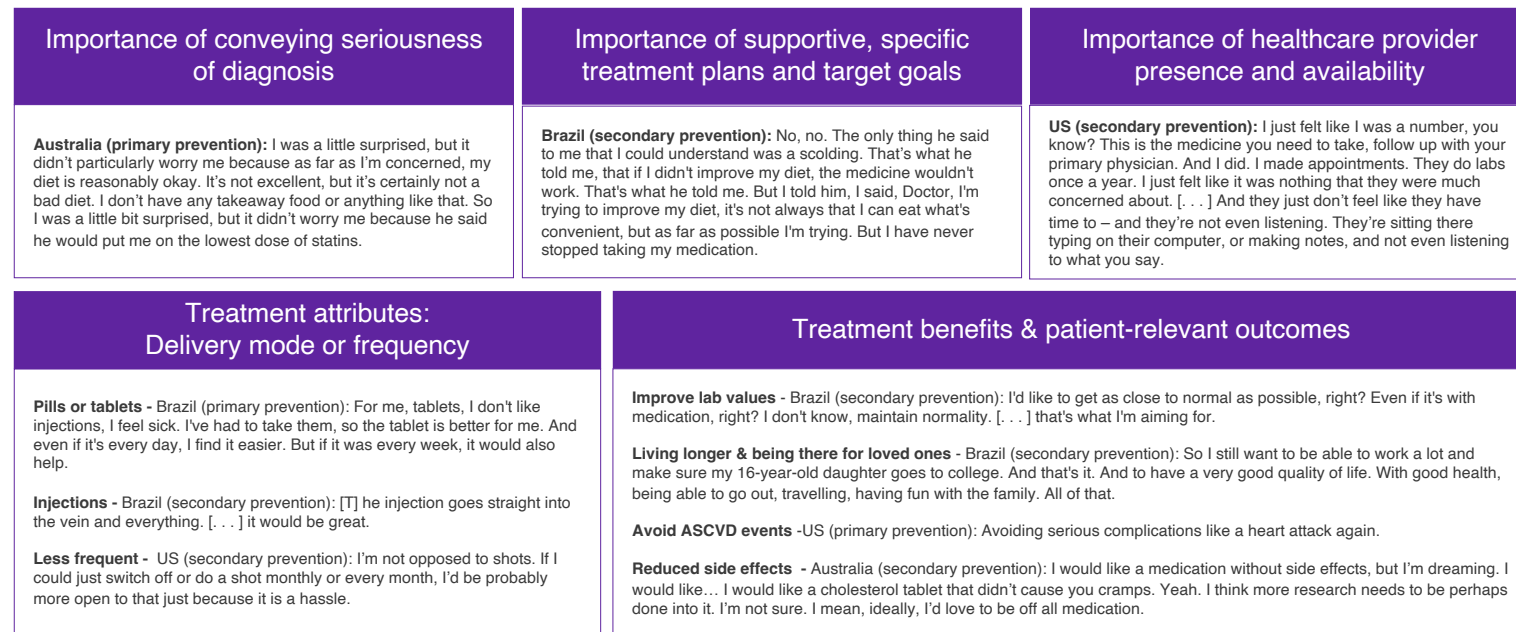 Importance of conveying seriousness
of diagnosis
Australia (primary prevention): I was a little surprised, but it
didn't particularly worry me because as far as I'm concerned, my
diet is reasonably okay. It's not excellent, but it's certainly not a
bad diet. I don't have any takeaway food or anything like that. So
I was a little bit surprised, but it didn't worry me because he said
he would put me on the lowest dose of statins.
Importance of supportive, specific
treatment plans and target goals
Brazil (secondary prevention): No, no. The only thing he said
to me that I could understand was a scolding. That's what he
told me, that if I didn't improve my diet, the medicine wouldn't
work. That's what he told me. But I told him, I said, Doctor, I'm
trying to improve my diet, it's not always that I can eat what's
convenient, but as far as possible I'm trying. But I have never
stopped taking my medication.
Importance of healthcare provider
presence and availability
US (secondary prevention): I just felt like I was a number, you
know? This is the medicine you need to take, follow up with your
primary physician. And I did. I made appointments. They do labs
once a year. I just felt like it was nothing that they were much
concerned about. [. . . ] And they just don't feel like they have
time to – and they're not even listening. They're sitting there
typing on their computer, or making notes, and not even listening
to what you say.
Treatment attributes:
Delivery mode or frequency
Pills or tablets - Brazil (primary prevention): For me, tablets, I don't like
injections, I feel sick. I've had to take them, so the tablet is better for me. And
even if it's every day, I find it easier. But if it was every week, it would also
help.
Injections - Brazil (secondary prevention): [T] he injection goes straight into
the vein and everything. [. . . ] it would be great.
Less frequent - US (secondary prevention): I'm not opposed to shots. If I
could just switch off or do a shot monthly or every month, I'd be probably
more open to that just because it is a hassle.
Treatment benefits & patient-relevant outcomes
Improve lab values - Brazil (secondary prevention): I'd like to get as close to normal as possible, right? Even if it's with
medication, right? I don't know, maintain normality. [. . . ] that's what I'm aiming for.
Living longer & being there for loved ones - Brazil (secondary prevention): So I still want to be able to work a lot and
make sure my 16-year-old daughter goes to college. And that's it. And to have a very good quality of life. With good health,
being able to go out, travelling, having fun with the family. All of that.
Avoid ASCVD events -US (primary prevention): Avoiding serious complications like a heart attack again.
Reduced side effects - Australia (secondary prevention): I would like a medication without side effects, but I'm dreaming. I
would like… I would like a cholesterol tablet that didn't cause you cramps. Yeah. I think more research needs to be perhaps
done into it. I'm not sure. I mean, ideally, I'd love to be off all medication.